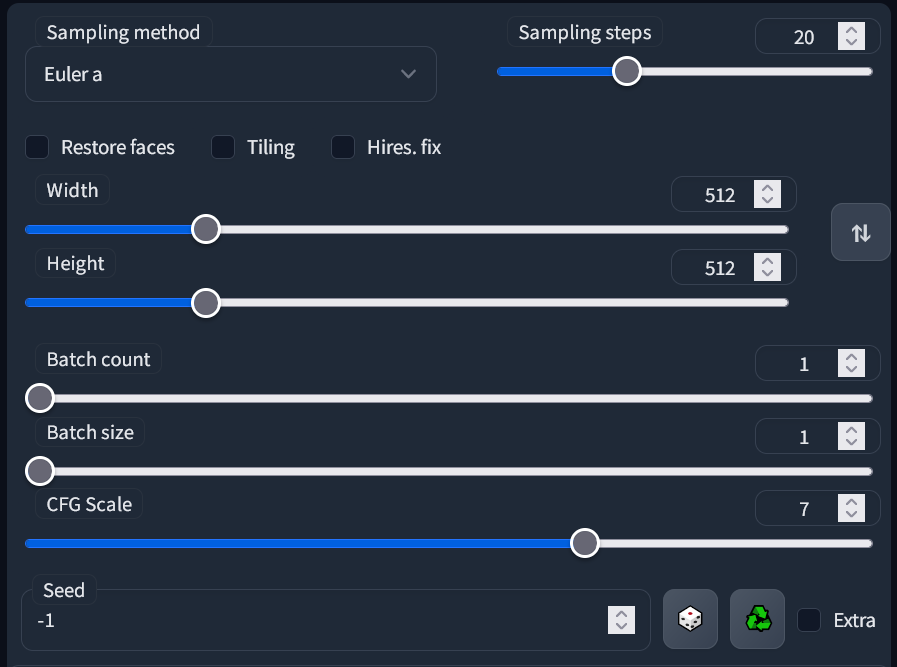 Sampling method
Sampling steps
20
Euler a
Restore faces
Tiling
Hires. fix
Width
512
Height
512
Batch count
1
Batch size
1
CFG Scale
7
Seed
-1
Extra